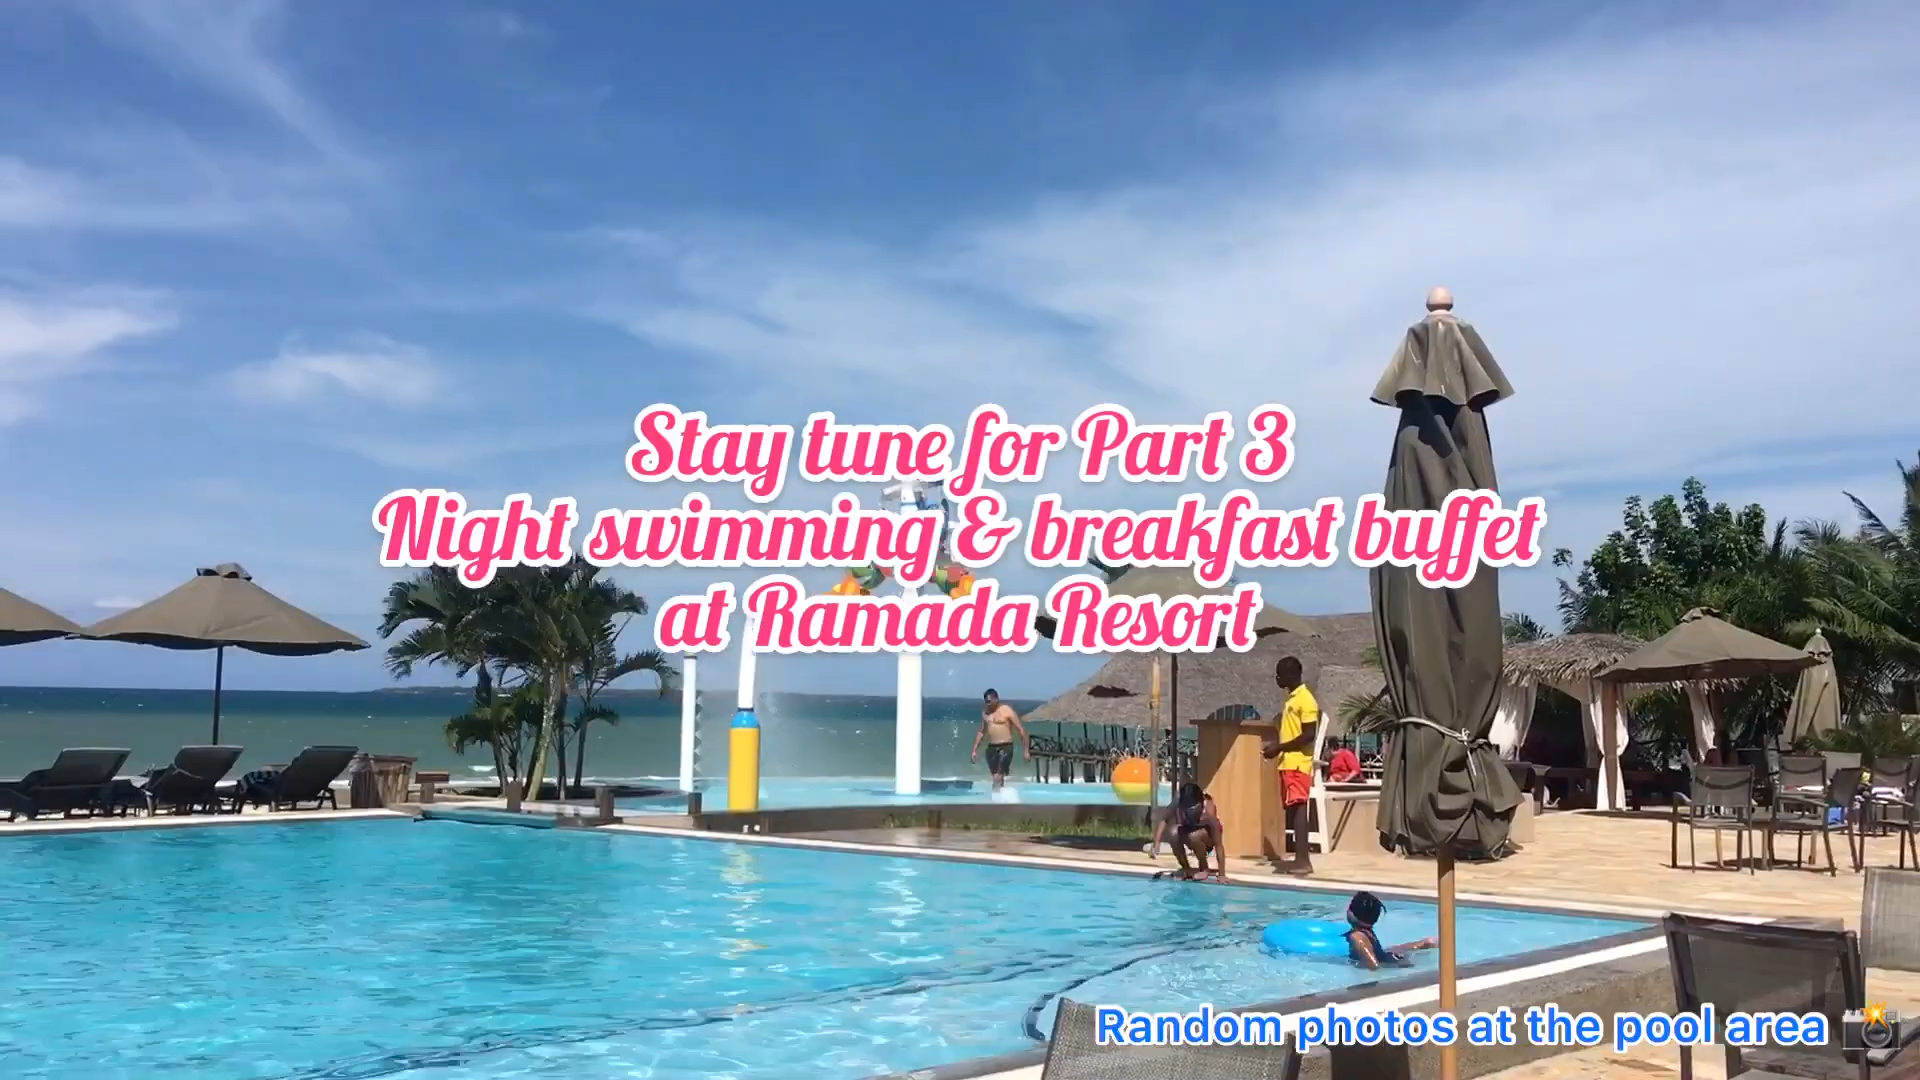 Stay tune for Part 3
Night swimming & breakfast buffet
at Ramada Resort
Random photos at the pool area 📸